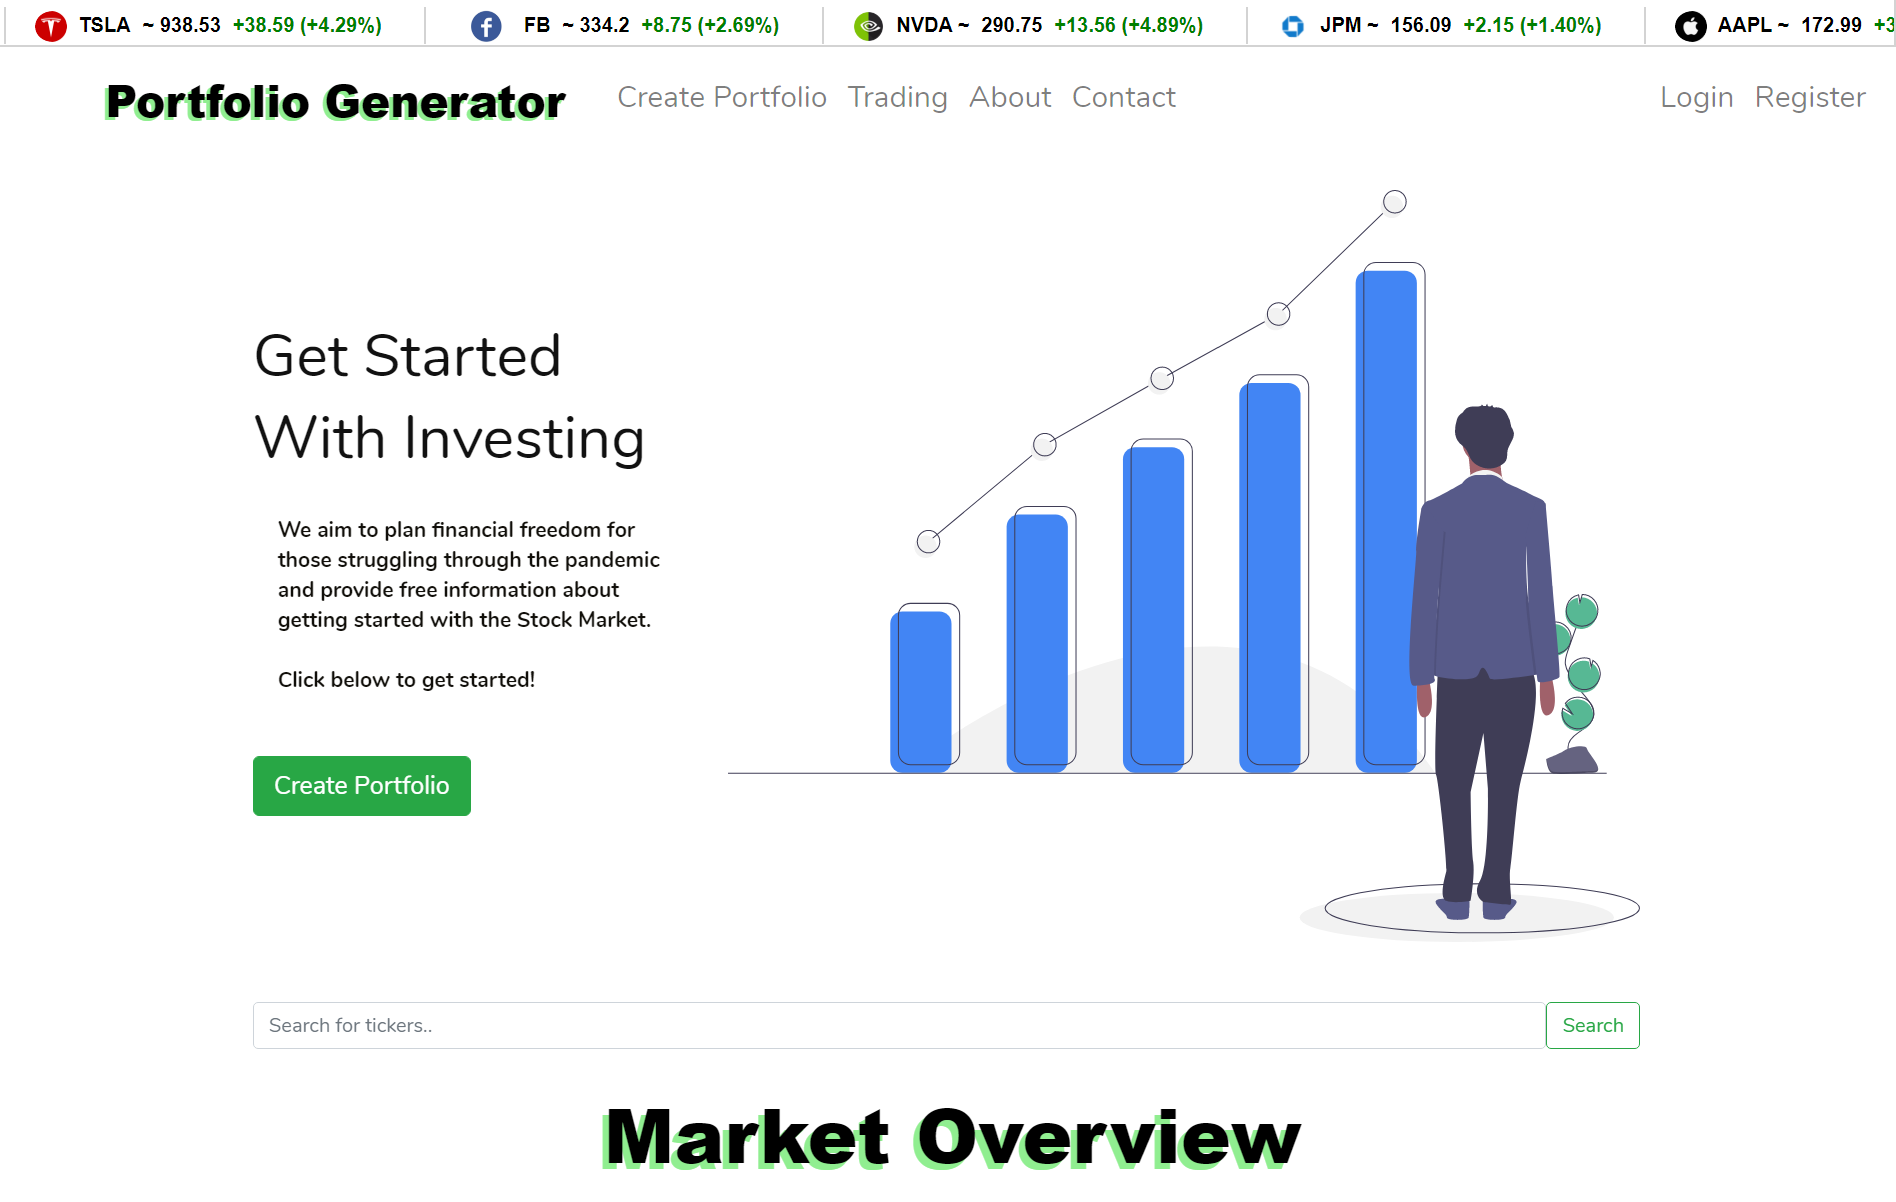 TSLA ~ 938.53 +38.59 (+4.29%) FB ~ 334.2 +8.75 (+2.69%) NVDA ~ 290.75 +13.56 (+4.89%) JPM ~ 156.09 +2.15 (+1.40%) AAPL ~ 172.99
Portfolio Generator Create Portfolio Trading About Contact Login Register
Get Started
With Investing
We aim to plan financial freedom for
those struggling through the pandemic
and provide free information about
getting started with the Stock Market.
Click below to get started!
Create Portfolio
Search for tickers.. Search
Market Overview